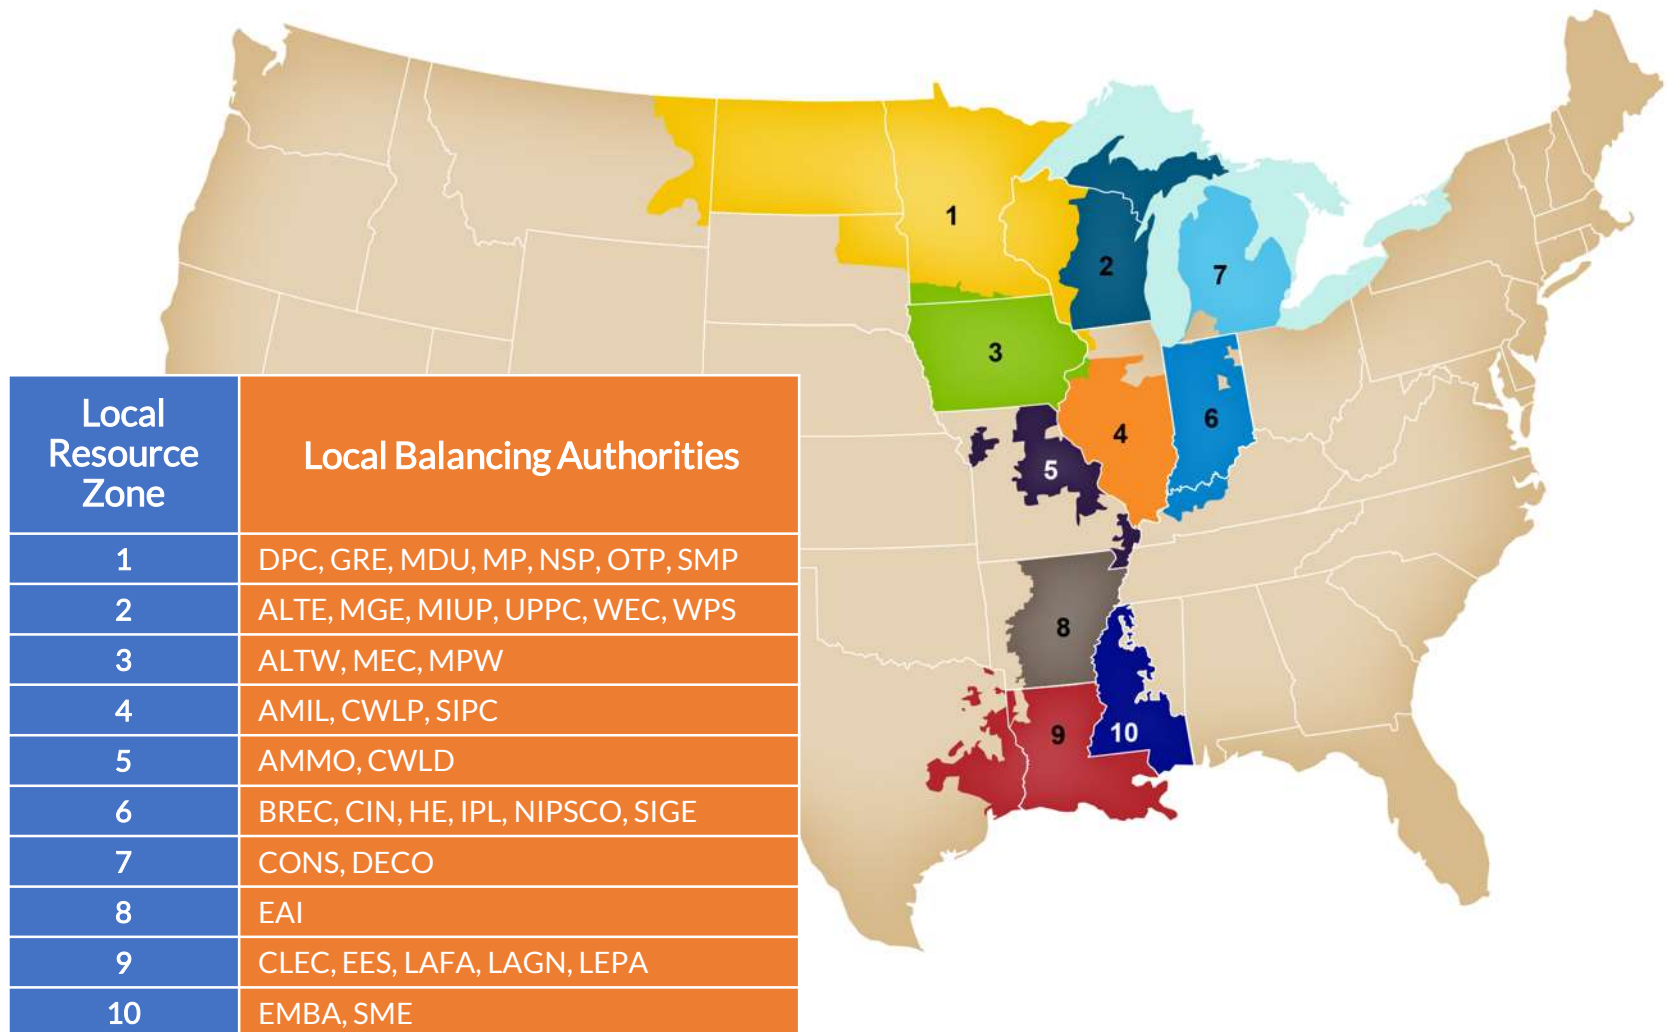 1
2
7
3
4
6
5
8
9
10
Local
Resource
Zone
Local Balancing Authorities
1 DPC, GRE, MDU, MP, NSP, OTP, SMP
2 ALTE, MGE, MIUP, UPPC, WEC, WPS
3 ALTW, MEC, MPW
4 AMIL, CWLP, SIPC
5 AMMO, CWLD
6 BREC, CIN, HE, IPL, NIPSCO, SIGE
7 CONS, DECO
8 EAI
9 CLEC, EES, LAFA, LAGN, LEPA
10 EMBA, SME